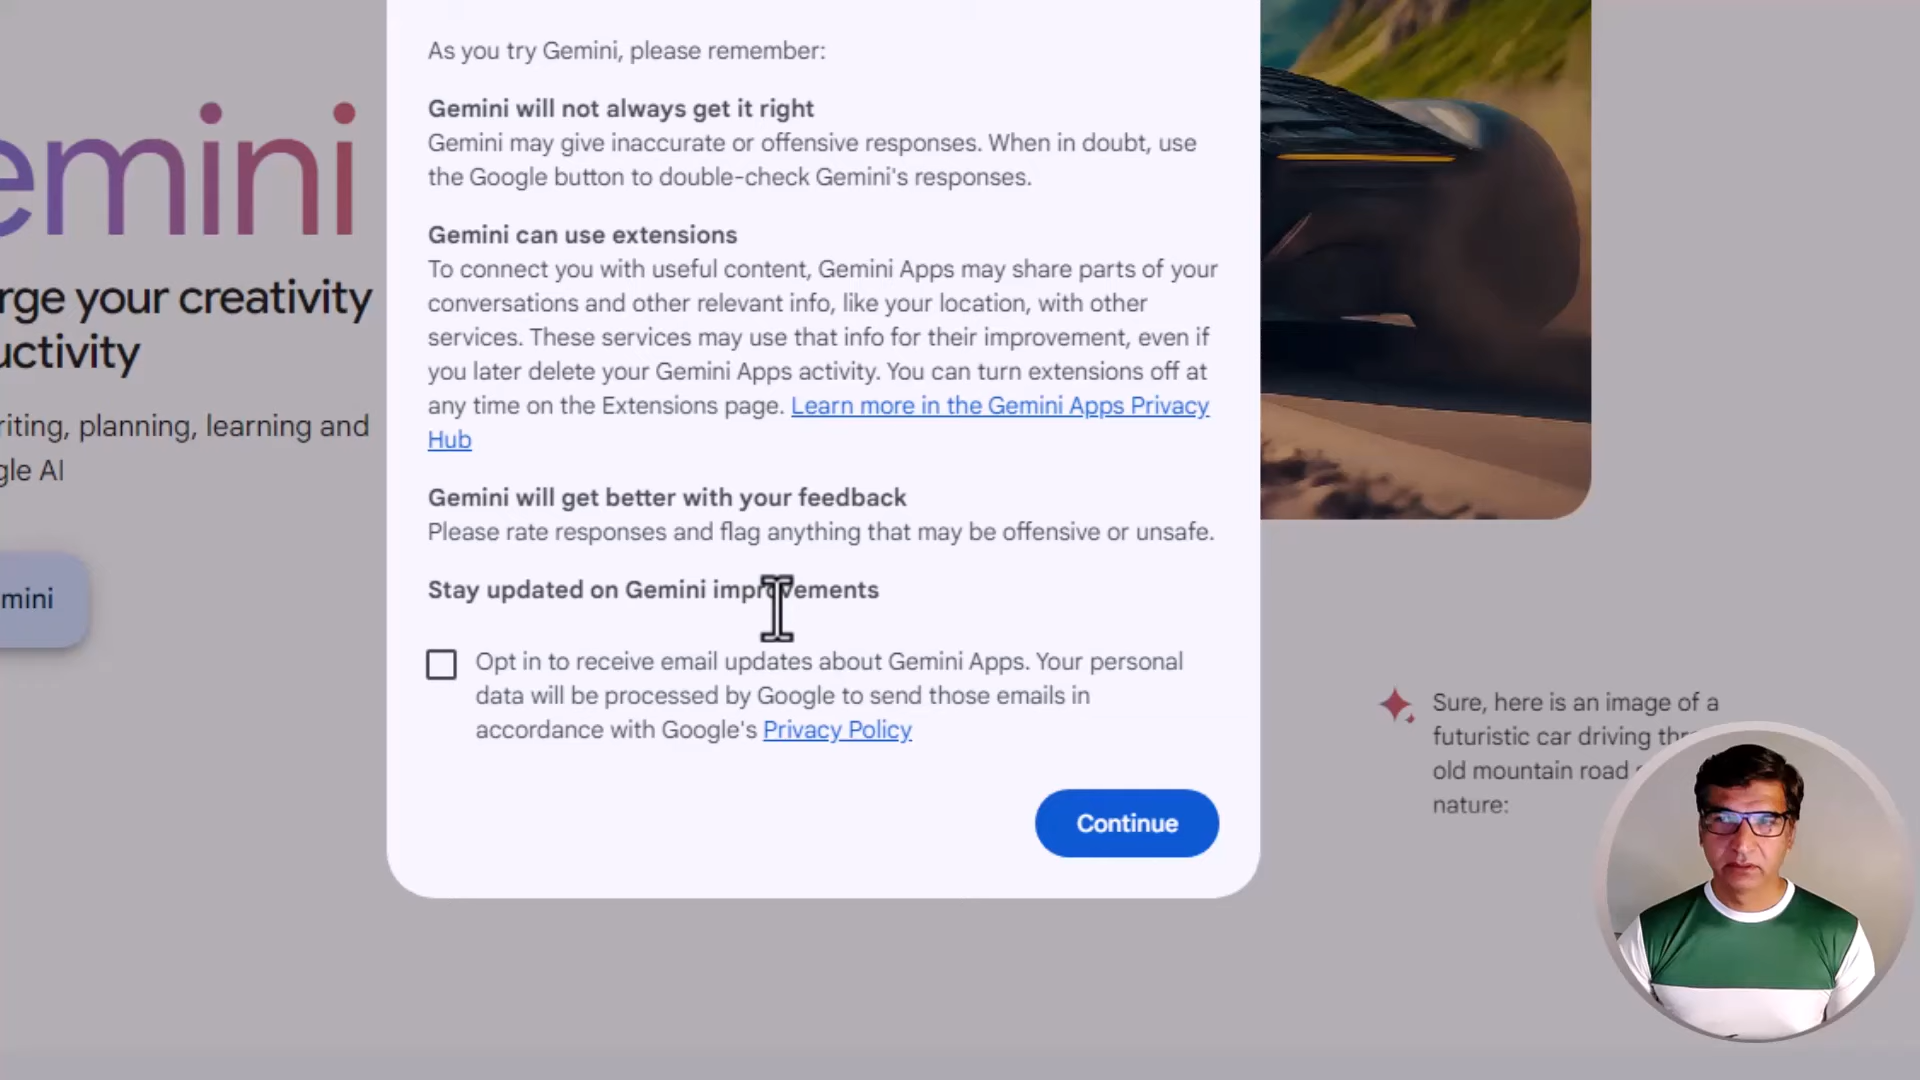 As you try Gemini, please remember:
Gemini will not always get it right
Gemini may give inaccurate or offensive responses. When in doubt, use
the Google button to double-check Gemini's responses.
Gemini can use extensions
To connect you with useful content, Gemini Apps may share parts of your
conversations and other relevant info, like your location, with other
services. These services may use that info for their improvement, even if
you later delete your Gemini Apps activity. You can turn extensions off at
any time on the Extensions page. Learn more in the Gemini Apps Privacy
Hub
Gemini will get better with your feedback
Please rate responses and flag anything that may be offensive or unsafe.
Stay updated on Gemini improvements
Opt in to receive email updates about Gemini Apps. Your personal
data will be processed by Google to send those emails in
accordance with Google's Privacy Policy
Continue
emini
rge your creativity
uctivity
riting, planning, learning and
gle AI
mini
Sure, here is an image of a
futuristic car driving
old mountain road
nature: